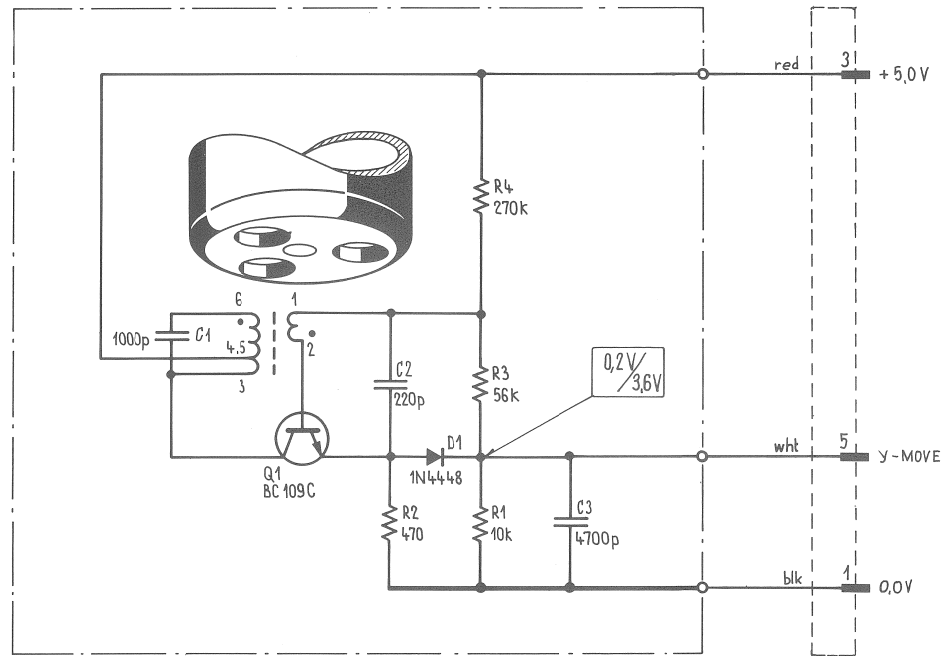 red
3
+5,0V
R4
270k
6
1
1000p
C1
4,5
2
3
C2
220p
R3
56k
0,2V/
3,6V
D1
1N4448
wht
5
Y-MOVE
Q1
BC 109C
R2
470
R1
10k
C3
4700p
blk
1
0,0V